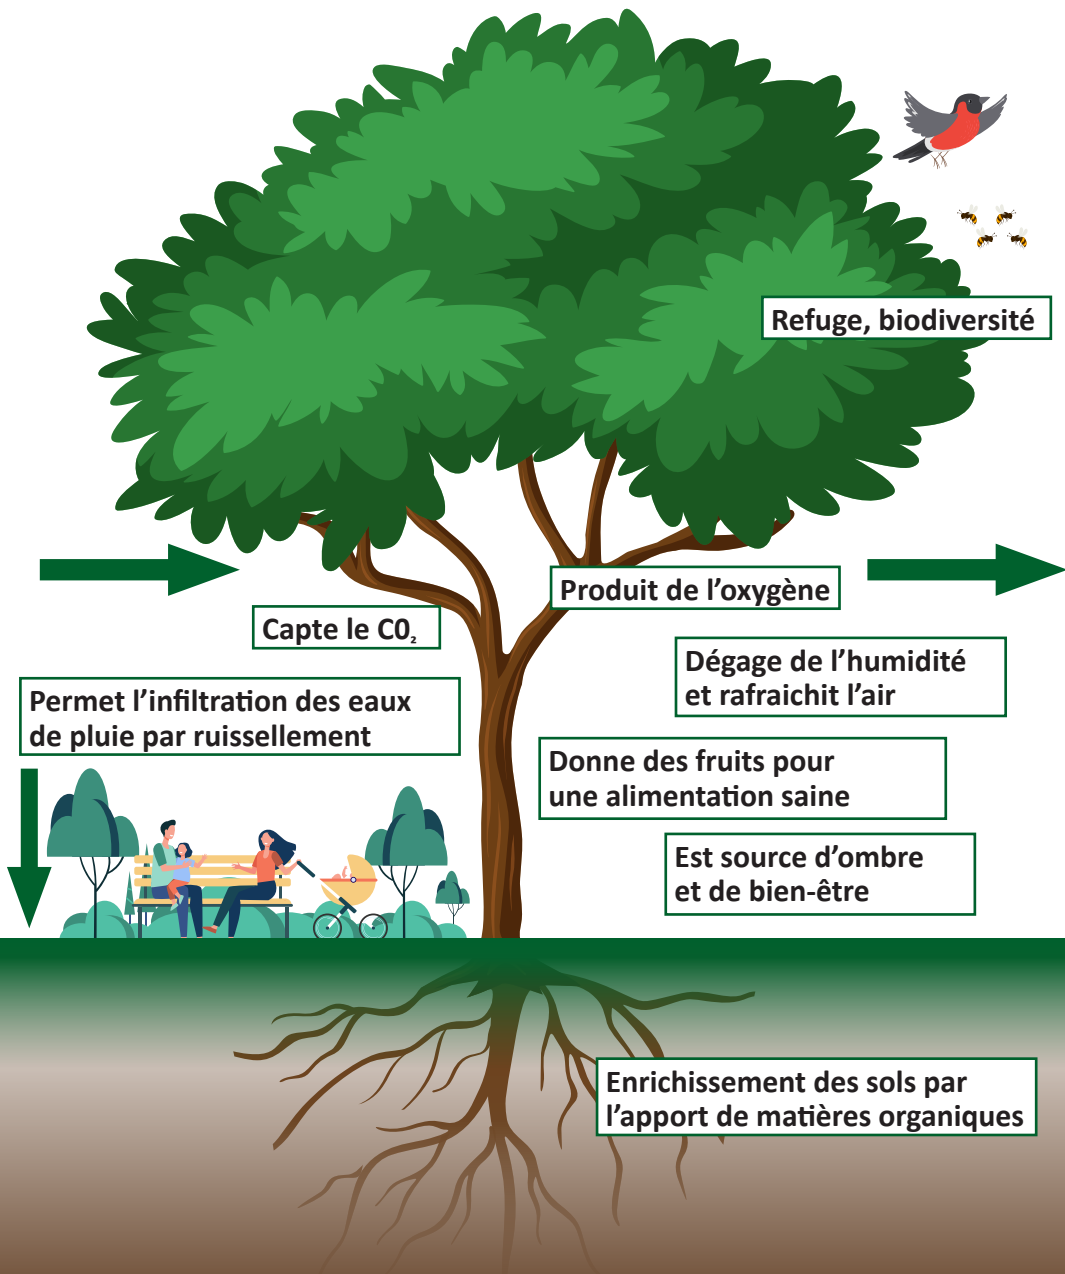 Refuge, biodiversité
Produit de l’oxygène
Capte le C0₂
Dégage de l’humidité
et rafraichit l’air
Permet l’infiltration des eaux
de pluie par ruissellement
Donne des fruits pour
une alimentation saine
Est source d’ombre
et de bien-être
Enrichissement des sols par
l’apport de matières organiques